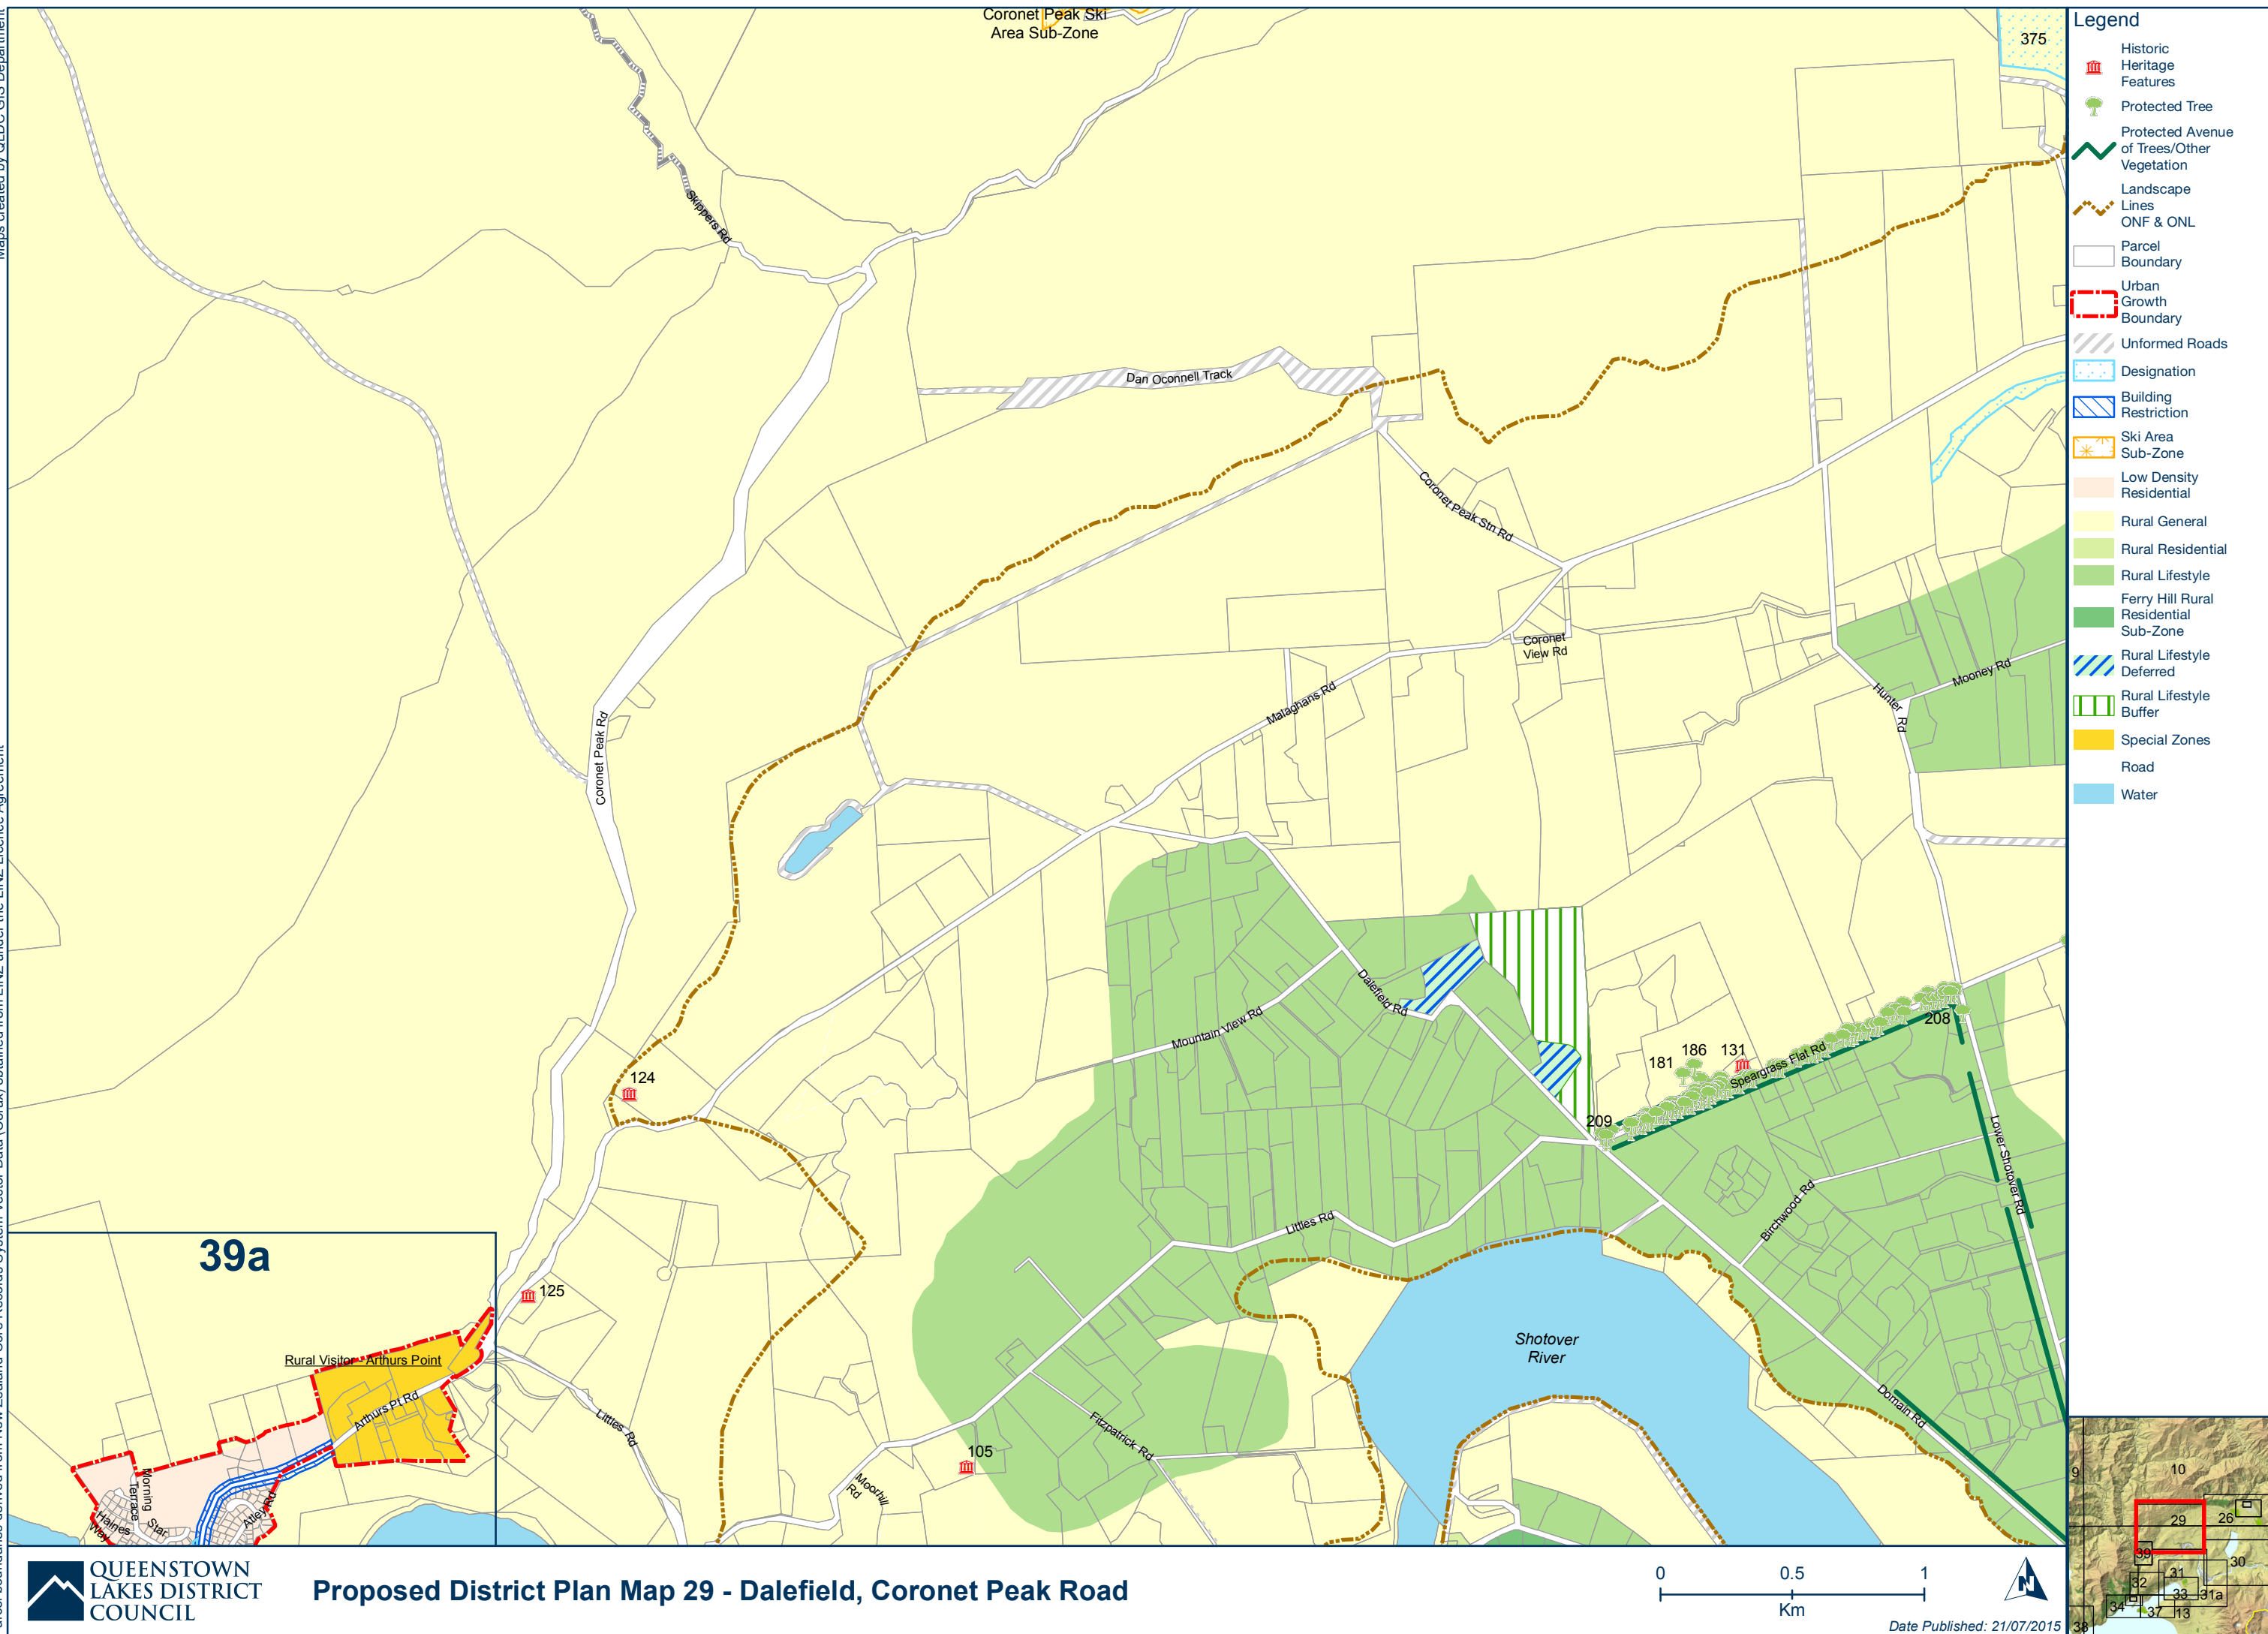 Coronet Peak Ski
Area Sub-Zone
375
Skippers Rd
Dan Oconnell Track
Coronet Peak Stn Rd
Coronet
View Rd
Malaghans Rd
Mooney Rd
Hunter Rd
Coronet Peak Rd
Dalefield Rd
Mountain View Rd
208
Speargrass Flat Rd
181
186
131
209
124
Lower Shotover Rd
Birchwood Rd
Littles Rd
39a
125
Shotover
River
Rural Visitor - Arthurs Point
Arthurs Pt Rd
Littles Rd
Domain Rd
Fitzpatrick Rd
105
Moorhill
Rd
Morning
Star
Terrace
Haines
Way
Atley Rd
Legend
Historic
Heritage
Features
Protected Tree
Protected Avenue
of Trees/Other
Vegetation
Landscape
Lines
ONF & ONL
Parcel
Boundary
Urban
Growth
Boundary
Unformed Roads
Designation
Building
Restriction
Ski Area
Sub-Zone
Low Density
Residential
Rural General
Rural Residential
Rural Lifestyle
Ferry Hill Rural
Residential
Sub-Zone
Rural Lifestyle
Deferred
Rural Lifestyle
Buffer
Special Zones
Road
Water
9
10
29
26
39
30
31
32
33
31a
34
37
13
38
QUEENSTOWN
LAKES DISTRICT
COUNCIL
Proposed District Plan Map 29 - Dalefield, Coronet Peak Road
0 0.5 1
Km
N
Date Published: 21/07/2015